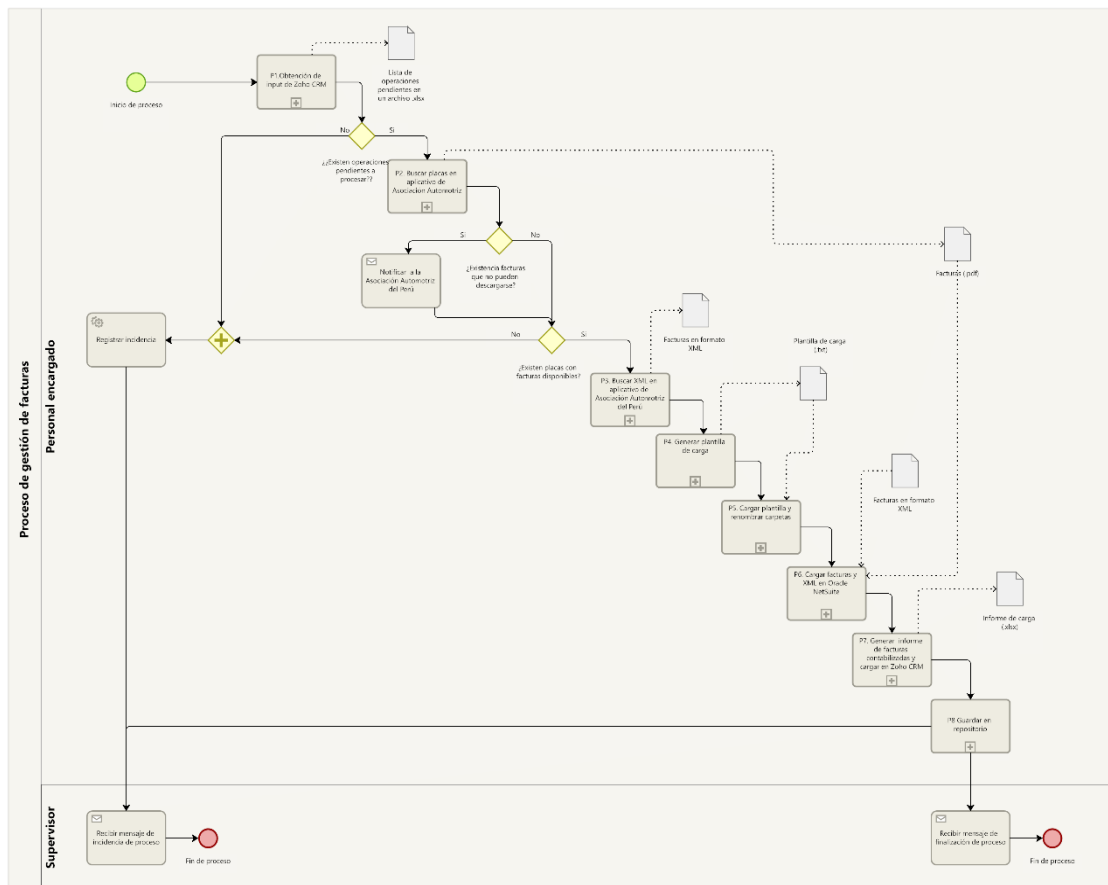 Proceso de gestión de facturas
Personal encargado
Supervisor
Inicio de proceso
P1.Obtención de
input de Zoho CRM
Lista de
operaciones
pendientes en
un archivo .xlsx
No
Si
¿¿Existen operaciones
pendientes a
procesar??
P2. Buscar placas en
aplicativo de
Asociación Automotriz
Si
No
¿Existencia facturas
que no pueden
descargarse?
Notificar a la
Asociación Automotriz
del Perú
Facturas (.pdf)
Registrar incidencia
No
Si
¿Existen placas con
facturas disponibles?
Facturas en formato
XML
P3. Buscar XML en
aplicativo de
Asociación Automotriz
del Perú
Plantilla de carga
(.txt)
P4. Generar plantilla
de carga
P5. Cargar plantilla y
renombrar carpetas
Facturas en formato
XML
P6. Cargar facturas y
XML en Oracle
NetSuite
Informe de carga
(.xlsx)
P7. Generar informe
de facturas
contabilizadas y
cargar en Zoho CRM
P8 Guardar en
repositorio
Recibir mensaje de
incidencia de proceso
Fin de proceso
Recibir mensaje de
finalización de proceso
Fin de proceso